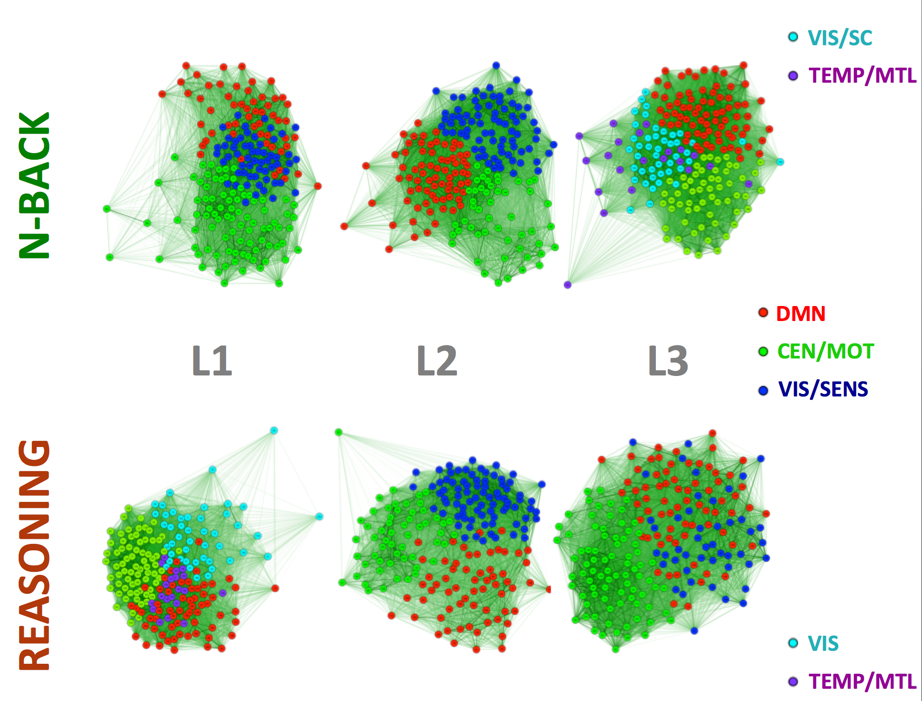 VIS/SC
TEMP/MTL
N-BACK
DMN
CEN/MOT
VIS/SENS
L1
L2
L3
REASONING
VIS
TEMP/MTL